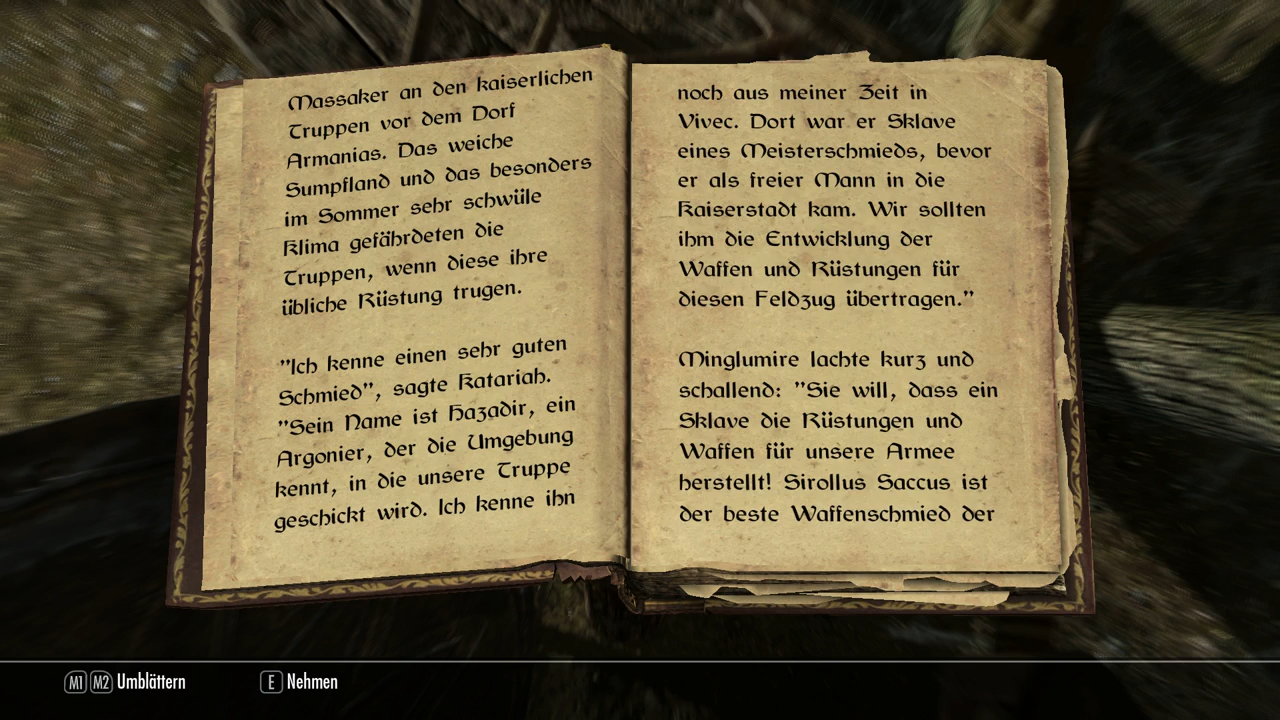 Massaker an den kaiserlichen
Truppen vor dem Dorf
Armanias. Das weiche
Sumpfland und das besonders
im Sommer sehr schwüle
Klima gefährdeten die
Truppen, wenn diese ihre
übliche Rüstung trugen.
"Ich kenne einen sehr guten
Schmied", sagte Katariah.
"Sein Name ist Hazadir, ein
Argonier, der die Umgebung
kennt, in die unsere Truppe
geschickt wird. Ich kenne ihn
noch aus meiner Zeit in
Vivec. Dort war er Sklave
eines Meisterschmieds, bevor
er als freier Mann in die
Kaiserstadt kam. Wir sollten
ihm die Entwicklung der
Waffen und Rüstungen für
diesen Feldzug übertragen."
Minglumire lachte kurz und
schallend: "Sie will, dass ein
Sklave die Rüstungen und
Waffen für unsere Armee
herstellt! Sirollus Saccus ist
der beste Waffenschmied der
M1 M2 Umblättern E Nehmen